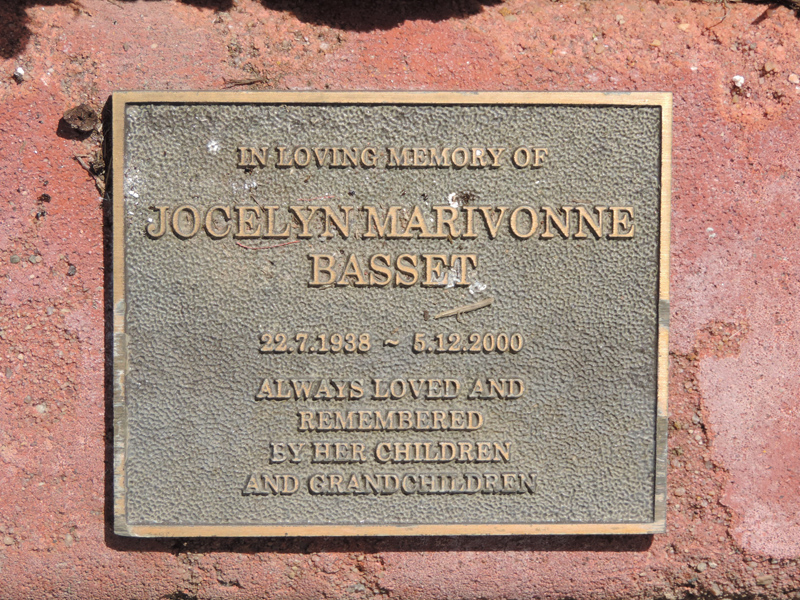 IN LOVING MEMORY OF
JOCELYN MARIVONNE
BASSET
22.7.1938 ~ 5.12.2000
ALWAYS LOVED AND
REMEMBERED
BY HER CHILDREN
AND GRANDCHILDREN